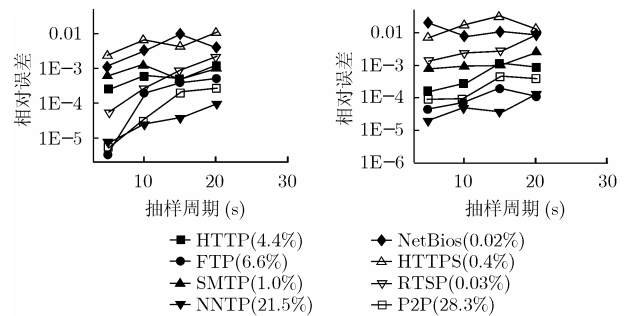 0.01
1E-3
1E-4
1E-5
相对误差
10
20
30
抽样周期 (s)
0.01
1E-3
1E-4
1E-5
1E-6
相对误差
10
20
30
抽样周期 (s)
HTTP(4.4%)
FTP(6.6%)
SMTP(1.0%)
NNTP(21.5%)
NetBios(0.02%)
HTTPS(0.4%)
RTSP(0.03%)
P2P(28.3%)